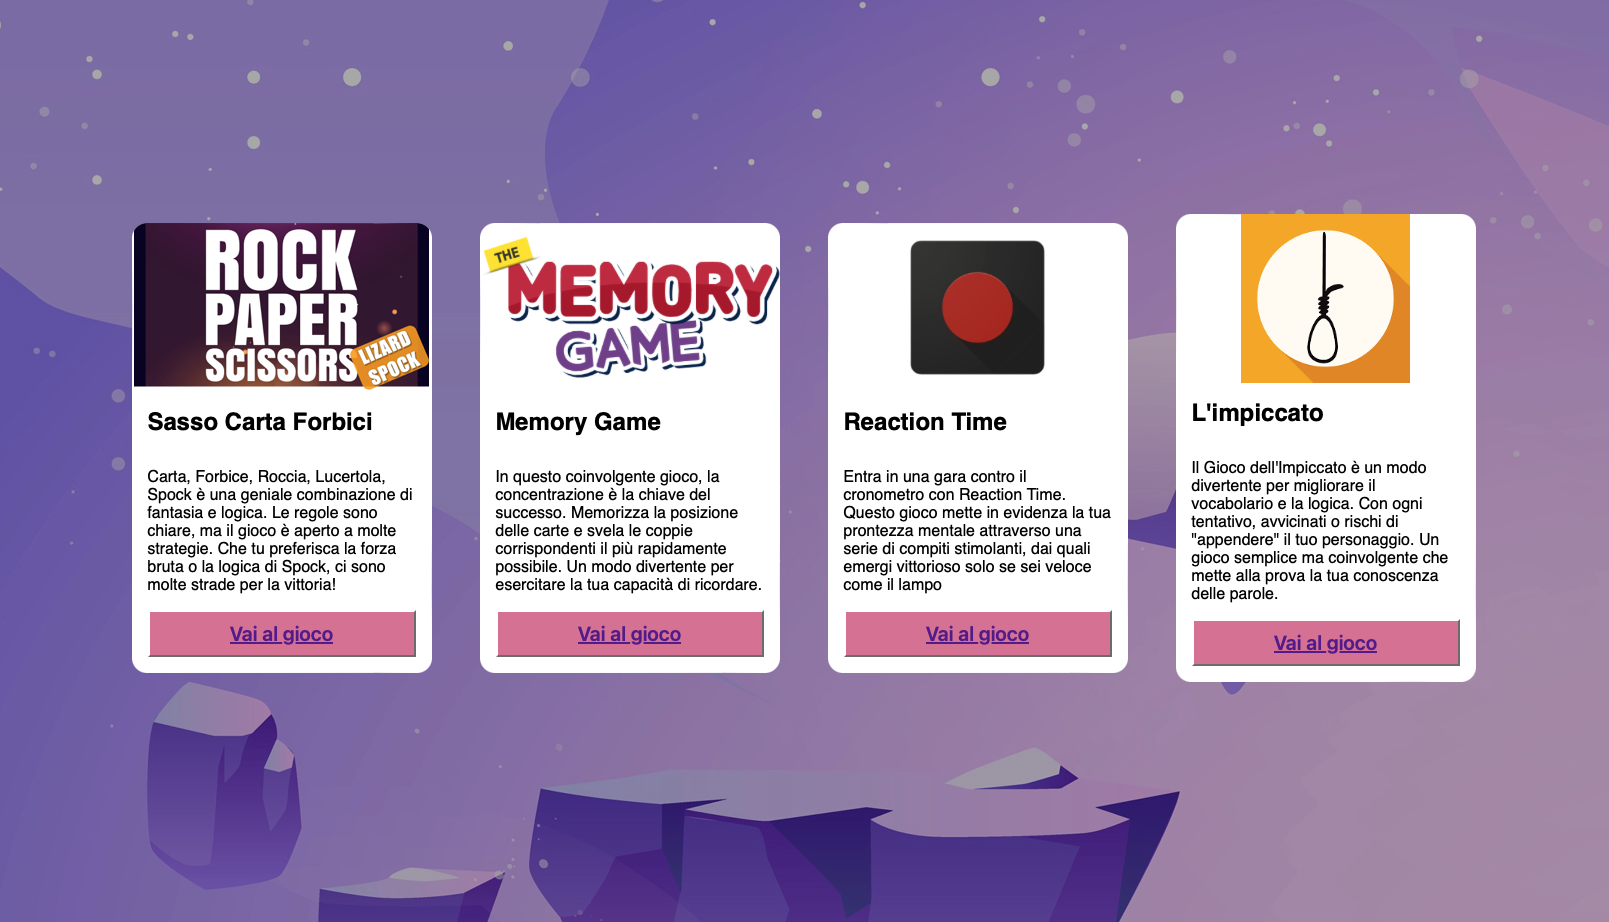 ROCK
PAPER
SCISSORS
LIZARD
SPOCK
Sasso Carta Forbici
Carta, Forbice, Roccia, Lucertola,
Spock è una geniale combinazione di
fantasia e logica. Le regole sono
chiare, ma il gioco è aperto a molte
strategie. Che tu preferisca la forza
bruta o la logica di Spock, ci sono
molte strade per la vittoria!
Vai al gioco
THE
MEMORY
GAME
Memory Game
In questo coinvolgente gioco, la
concentrazione è la chiave del
successo. Memorizza la posizione
delle carte e svela le coppie
corrispondenti il più rapidamente
possibile. Un modo divertente per
esercitare la tua capacità di ricordare.
Vai al gioco
Reaction Time
Entra in una gara contro il
cronometro con Reaction Time.
Questo gioco mette in evidenza la tua
prontezza mentale attraverso una
serie di compiti stimolanti, dai quali
emergi vittorioso solo se sei veloce
come il lampo
Vai al gioco
L'impiccato
Il Gioco dell'Impiccato è un modo
divertente per migliorare il
vocabolario e la logica. Con ogni
tentativo, avvicinati o rischi di
"appendere" il tuo personaggio. Un
gioco semplice ma coinvolgente che
mette alla prova la tua conoscenza
delle parole.
Vai al gioco